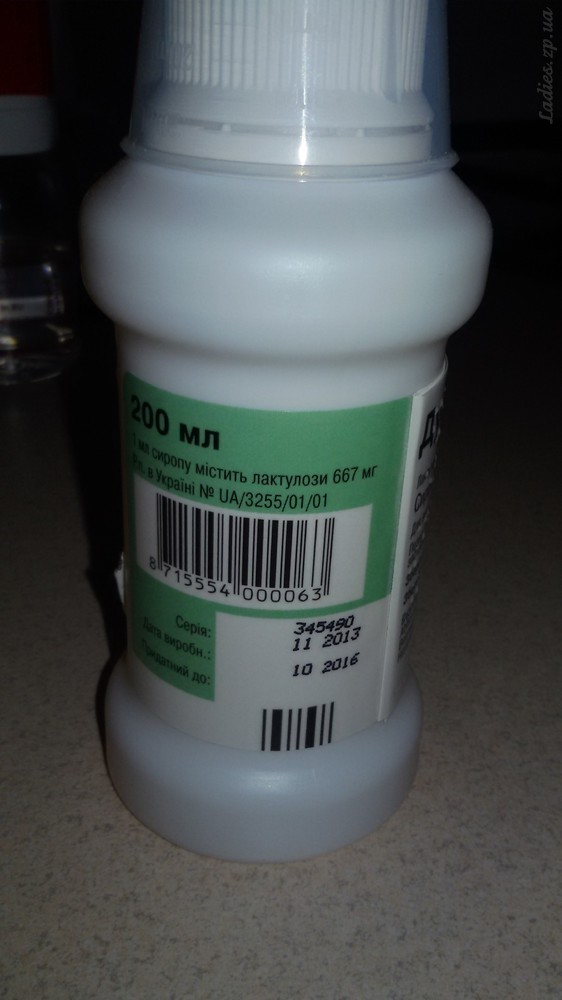 Ladies.zp.ua
200 мл
1 мл сиропу містить лактулози 667 мг
Р.п. в Україні № UA/3255/01/01
8 715554 000063
Серія: 345490
Дата виробн.: 11 2013
Придатний до: 10 2016